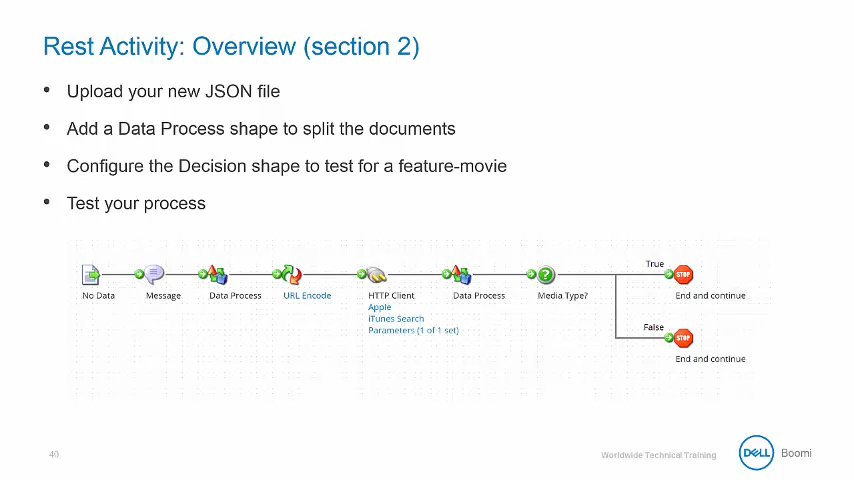 Rest Activity: Overview (section 2)
• Upload your new JSON file
• Add a Data Process shape to split the documents
• Configure the Decision shape to test for a feature-movie
• Test your process
No Data
Message
Data Process
URL Encode
HTTP Client
Apple
iTunes Search
Parameters (1 of 1 set)
Data Process
Media Type?
True
STOP
End and continue
False
STOP
End and continue
40
Worldwide Technical Training
DELL
Boomi